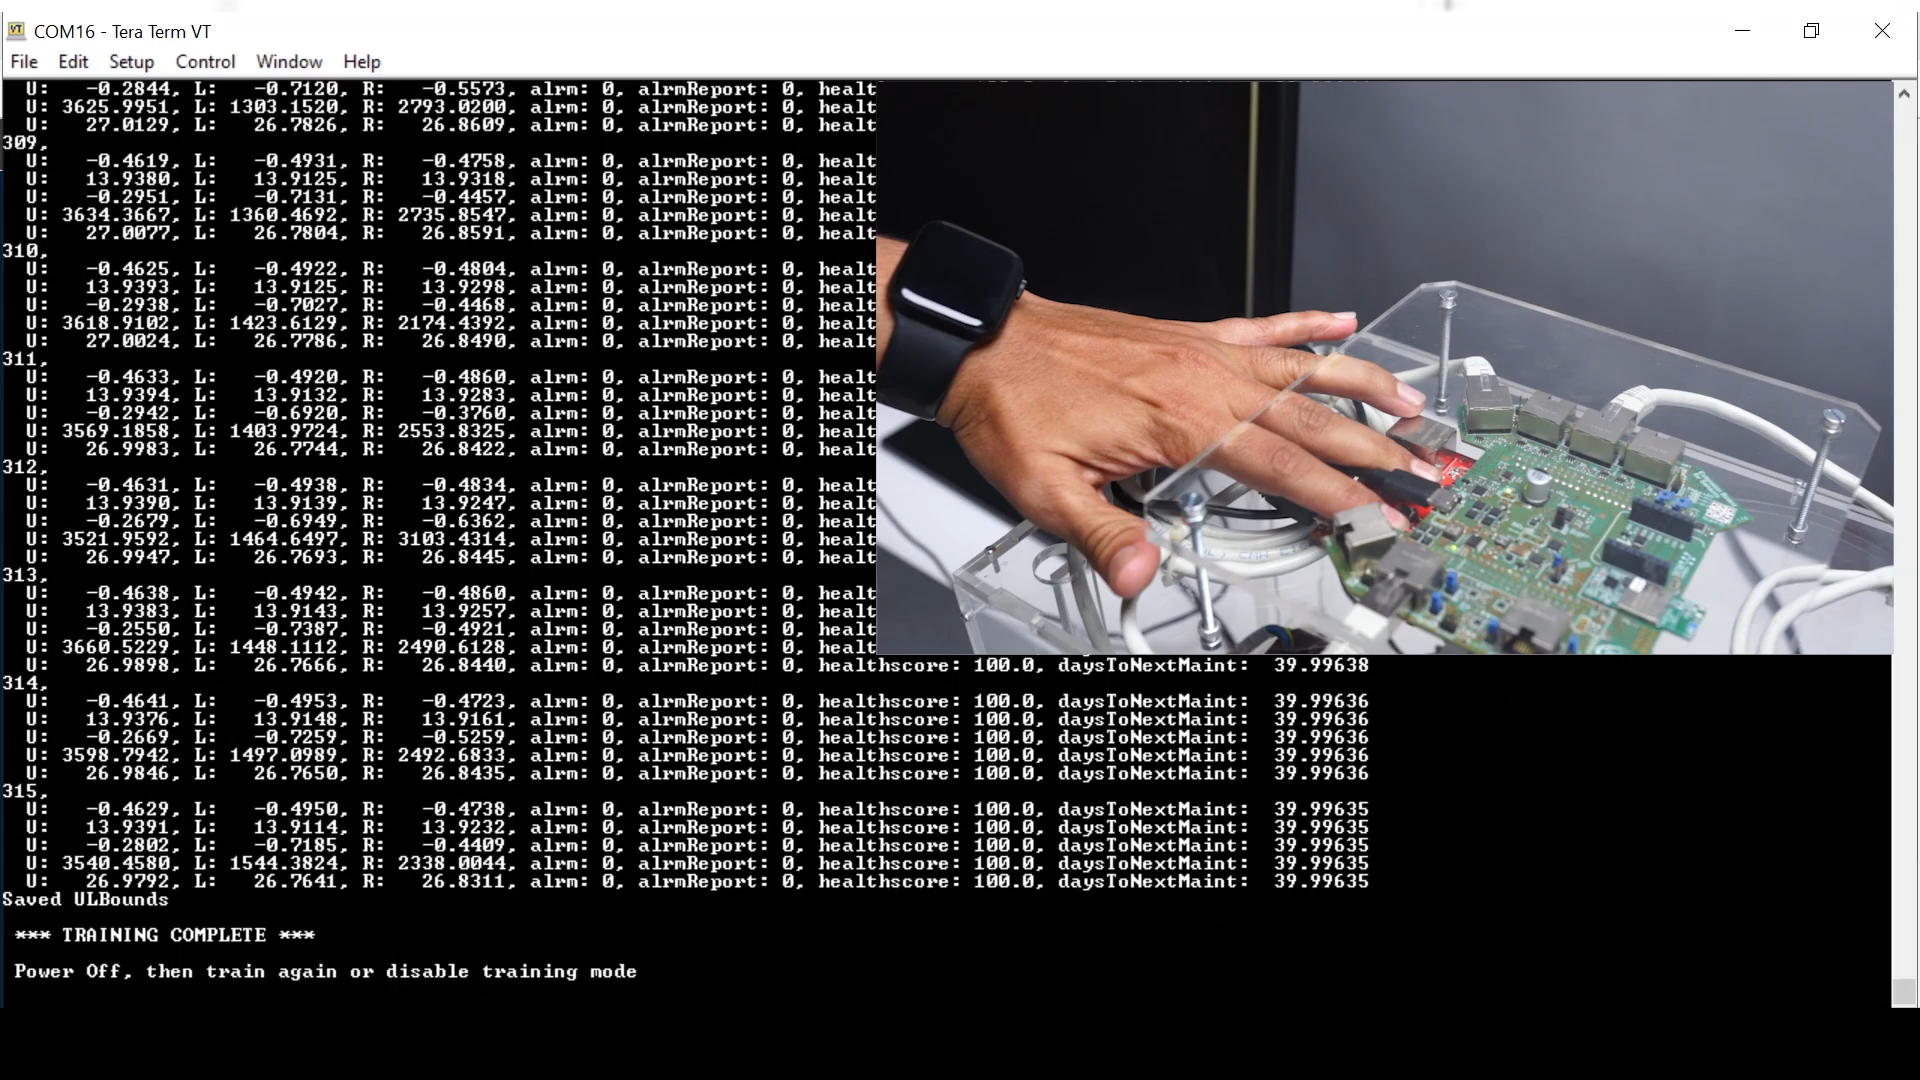 COM16 - Tera Term VT
File Edit Setup Control Window Help
U: -0.2844, L: -0.7120, R: -0.5573, alrm: 0, alrmReport: 0, healt
U: 3625.9951, L: 1303.1520, R: 2793.0200, alrm: 0, alrmReport: 0, healt
U: 27.0129, L: 26.7826, R: 26.8609, alrm: 0, alrmReport: 0, healt
309,
U: -0.4619, L: -0.4931, R: -0.4758, alrm: 0, alrmReport: 0, healt
U: 13.9380, L: 13.9125, R: 13.9318, alrm: 0, alrmReport: 0, healt
U: -0.2951, L: -0.7131, R: -0.4457, alrm: 0, alrmReport: 0, healt
U: 3634.3667, L: 1360.4692, R: 2735.8547, alrm: 0, alrmReport: 0, healt
U: 27.0077, L: 26.7804, R: 26.8591, alrm: 0, alrmReport: 0, healt
310,
U: -0.4625, L: -0.4922, R: -0.4804, alrm: 0, alrmReport: 0, healt
U: 13.9393, L: 13.9125, R: 13.9298, alrm: 0, alrmReport: 0, healt
U: -0.2938, L: -0.7027, R: -0.4468, alrm: 0, alrmReport: 0, healt
U: 3618.9102, L: 1423.6129, R: 2174.4392, alrm: 0, alrmReport: 0, healt
U: 27.0024, L: 26.7786, R: 26.8490, alrm: 0, alrmReport: 0, healt
311,
U: -0.4633, L: -0.4920, R: -0.4860, alrm: 0, alrmReport: 0, healt
U: 13.9394, L: 13.9132, R: 13.9283, alrm: 0, alrmReport: 0, healt
U: -0.2942, L: -0.6920, R: -0.3760, alrm: 0, alrmReport: 0, healt
U: 3569.1858, L: 1403.9724, R: 2553.8325, alrm: 0, alrmReport: 0, healt
U: 26.9983, L: 26.7744, R: 26.8422, alrm: 0, alrmReport: 0, healt
312,
U: -0.4631, L: -0.4938, R: -0.4834, alrm: 0, alrmReport: 0, healt
U: 13.9390, L: 13.9139, R: 13.9247, alrm: 0, alrmReport: 0, healt
U: -0.2679, L: -0.6949, R: -0.6362, alrm: 0, alrmReport: 0, healt
U: 3521.9592, L: 1464.6497, R: 3103.4314, alrm: 0, alrmReport: 0, healt
U: 26.9947, L: 26.7693, R: 26.8445, alrm: 0, alrmReport: 0, healt
313,
U: -0.4638, L: -0.4942, R: -0.4860, alrm: 0, alrmReport: 0, healt
U: 13.9383, L: 13.9143, R: 13.9257, alrm: 0, alrmReport: 0, healt
U: -0.2550, L: -0.7387, R: -0.4921, alrm: 0, alrmReport: 0, healt
U: 3660.5229, L: 1448.1112, R: 2490.6128, alrm: 0, alrmReport: 0, healt
U: 26.9898, L: 26.7666, R: 26.8440, alrm: 0, alrmReport: 0, healthscore: 100.0, daysToNextMaint: 39.99638
314,
U: -0.4641, L: -0.4953, R: -0.4723, alrm: 0, alrmReport: 0, healthscore: 100.0, daysToNextMaint: 39.99636
U: 13.9376, L: 13.9148, R: 13.9161, alrm: 0, alrmReport: 0, healthscore: 100.0, daysToNextMaint: 39.99636
U: -0.2669, L: -0.7259, R: -0.5259, alrm: 0, alrmReport: 0, healthscore: 100.0, daysToNextMaint: 39.99636
U: 3598.7942, L: 1497.0989, R: 2492.6833, alrm: 0, alrmReport: 0, healthscore: 100.0, daysToNextMaint: 39.99636
U: 26.9846, L: 26.7650, R: 26.8435, alrm: 0, alrmReport: 0, healthscore: 100.0, daysToNextMaint: 39.99636
315,
U: -0.4629, L: -0.4950, R: -0.4738, alrm: 0, alrmReport: 0, healthscore: 100.0, daysToNextMaint: 39.99635
U: 13.9391, L: 13.9114, R: 13.9232, alrm: 0, alrmReport: 0, healthscore: 100.0, daysToNextMaint: 39.99635
U: -0.2802, L: -0.7185, R: -0.4409, alrm: 0, alrmReport: 0, healthscore: 100.0, daysToNextMaint: 39.99635
U: 3540.4580, L: 1544.3824, R: 2338.0044, alrm: 0, alrmReport: 0, healthscore: 100.0, daysToNextMaint: 39.99635
U: 26.9792, L: 26.7641, R: 26.8311, alrm: 0, alrmReport: 0, healthscore: 100.0, daysToNextMaint: 39.99635
Saved ULBounds
*** TRAINING COMPLETE ***
Power Off, then train again or disable training mode